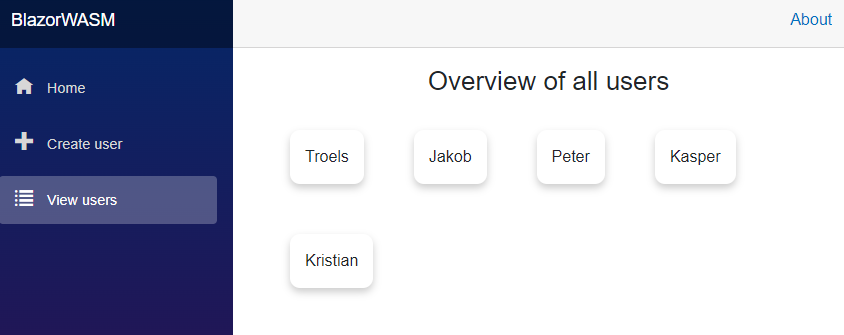 BlazorWASM
About
Home
Create user
View users
Overview of all users
Troels
Jakob
Peter
Kasper
Kristian